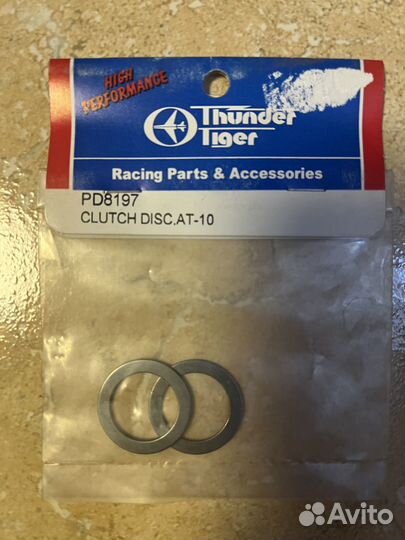 HIGH
PERFORMANCE
Thunder
Tiger
Racing Parts & Accessories
PD8197
CLUTCH DISC,AT-10
Avito